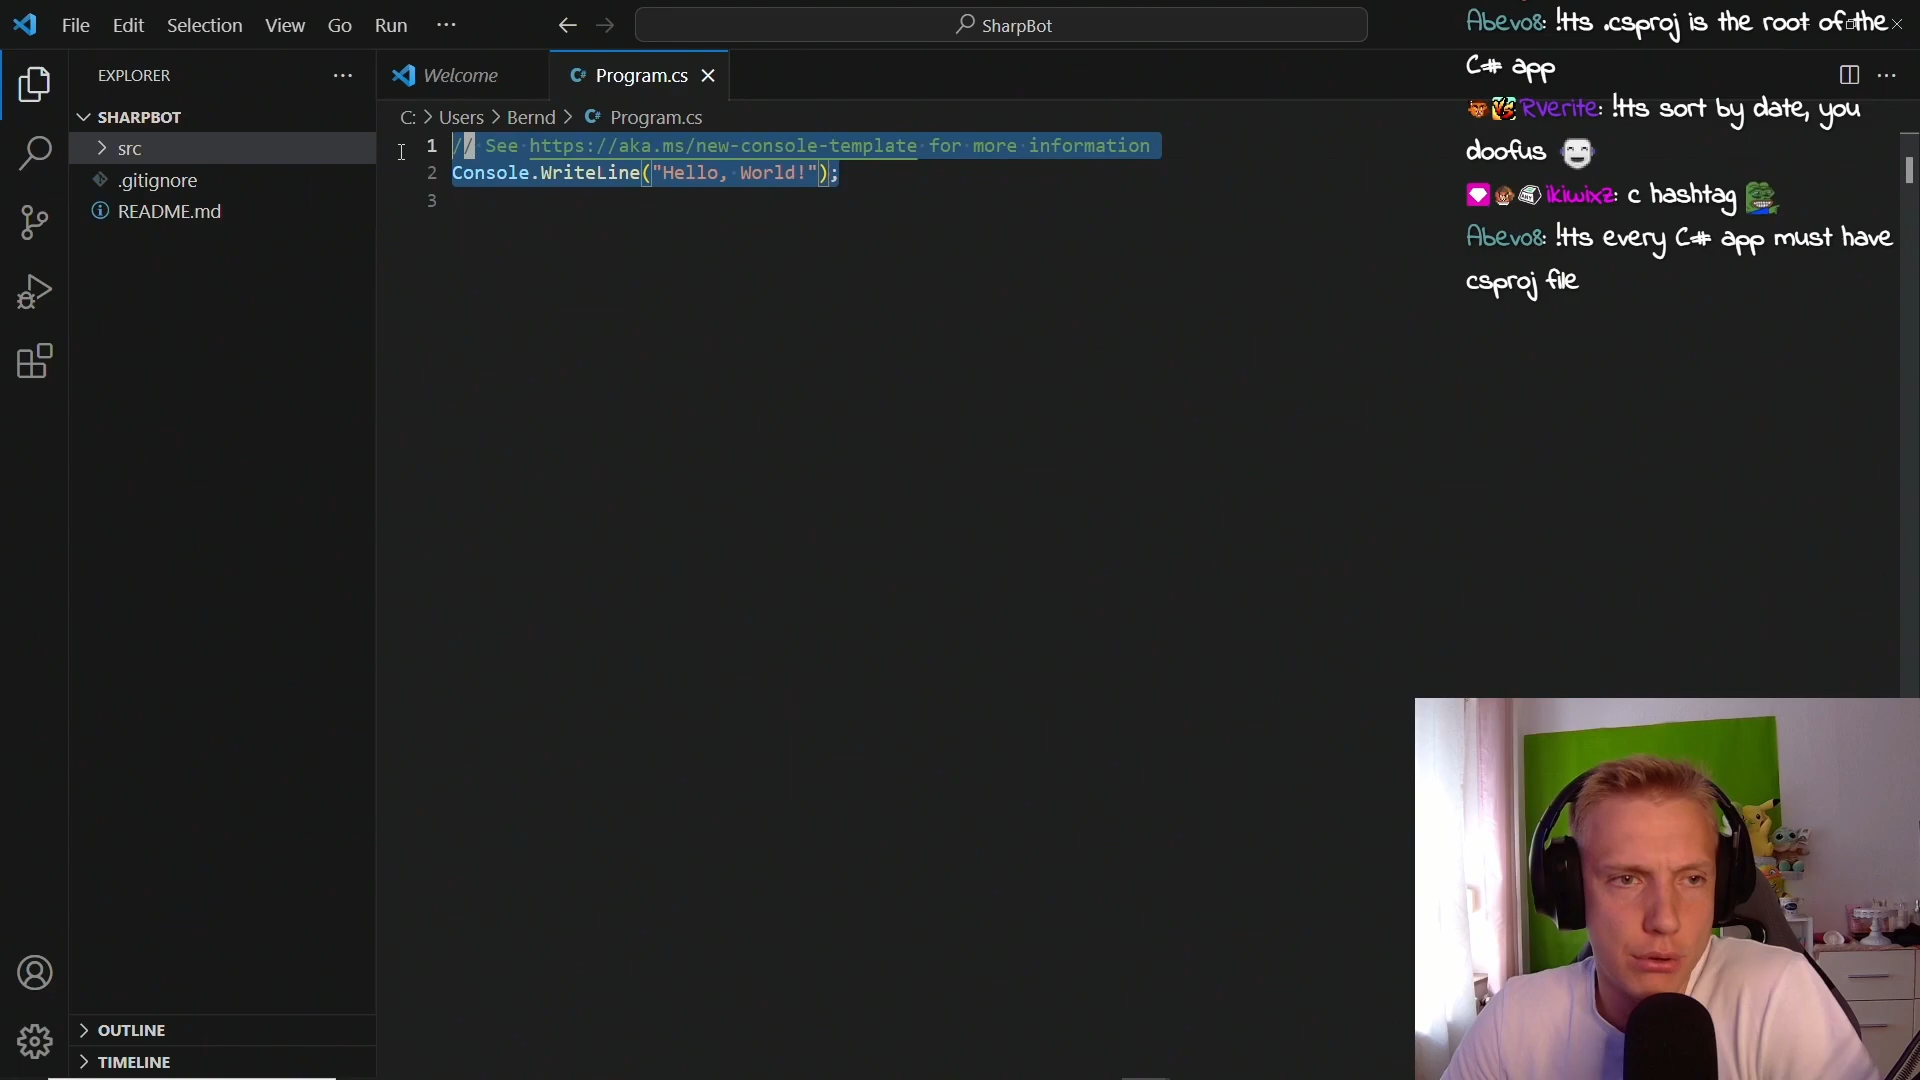 File Edit Selection View Go Run ···
SharpBot
EXPLORER ···
Welcome
Program.cs
SHARPBOT
src
.gitignore
README.md
C: > Users > Bernd > Program.cs
1 // See https://aka.ms/new-console-template for more information
2 Console.WriteLine("Hello, World!");
3
Abevo8: !tts .csproj is the root of the
C# app
Rverite: !tts sort by date, you
doofus
ikiwixz: c hashtag
Abevo8: !tts every C# app must have
csproj file
OUTLINE
TIMELINE